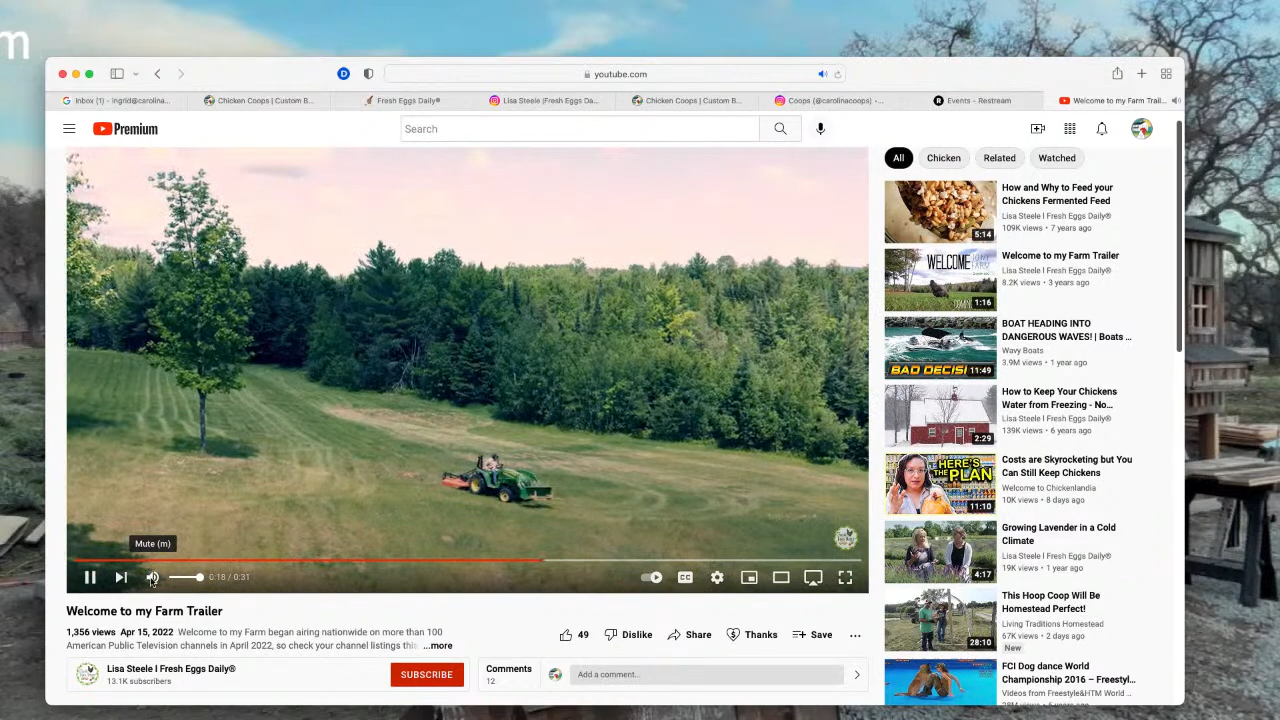 m
youtube.com
Inbox (1) - ingrid@carolina...
Chicken Coops | Custom B...
Fresh Eggs Daily®
Lisa Steele |Fresh Eggs Da...
Chicken Coops | Custom B...
Coops (@carolinacoops) •...
Events - Restream
Welcome to my Farm Trail...
Premium
Search
All
Chicken
Related
Watched
How and Why to Feed your
Chickens Fermented Feed
Lisa Steele l Fresh Eggs Daily®
109K views • 7 years ago
5:14
WELCOME
Welcome to my Farm Trailer
Lisa Steele l Fresh Eggs Daily®
8.2K views • 3 years ago
1:16
BOAT HEADING INTO
DANGEROUS WAVES! | Boats ...
Wavy Boats
3.9M views • 1 year ago
BAD DECISI
11:49
How to Keep Your Chickens
Water from Freezing - No...
Lisa Steele l Fresh Eggs Daily®
139K views • 6 years ago
2:29
HERE'S
THE PLAN
Costs are Skyrocketing but You
Can Still Keep Chickens
Welcome to Chickenlandia
10K views • 8 days ago
11:10
Growing Lavender in a Cold
Climate
Lisa Steele l Fresh Eggs Daily®
19K views • 1 year ago
4:17
This Hoop Coop Will Be
Homestead Perfect!
Living Traditions Homestead
67K views • 2 days ago
New
28:10
FCI Dog dance World
Championship 2016 – Freestyl...
Videos from Freestyle&HTM World ...
Mute (m)
0:18 / 0:31
CC
Welcome to my Farm Trailer
1,356 views Apr 15, 2022 Welcome to my Farm began airing nationwide on more than 100
American Public Television channels in April 2022, so check your channel listings this ...more
49
Dislike
Share
Thanks
Save
Lisa Steele l Fresh Eggs Daily®
13.1K subscribers
SUBSCRIBE
Comments
12
Add a comment...